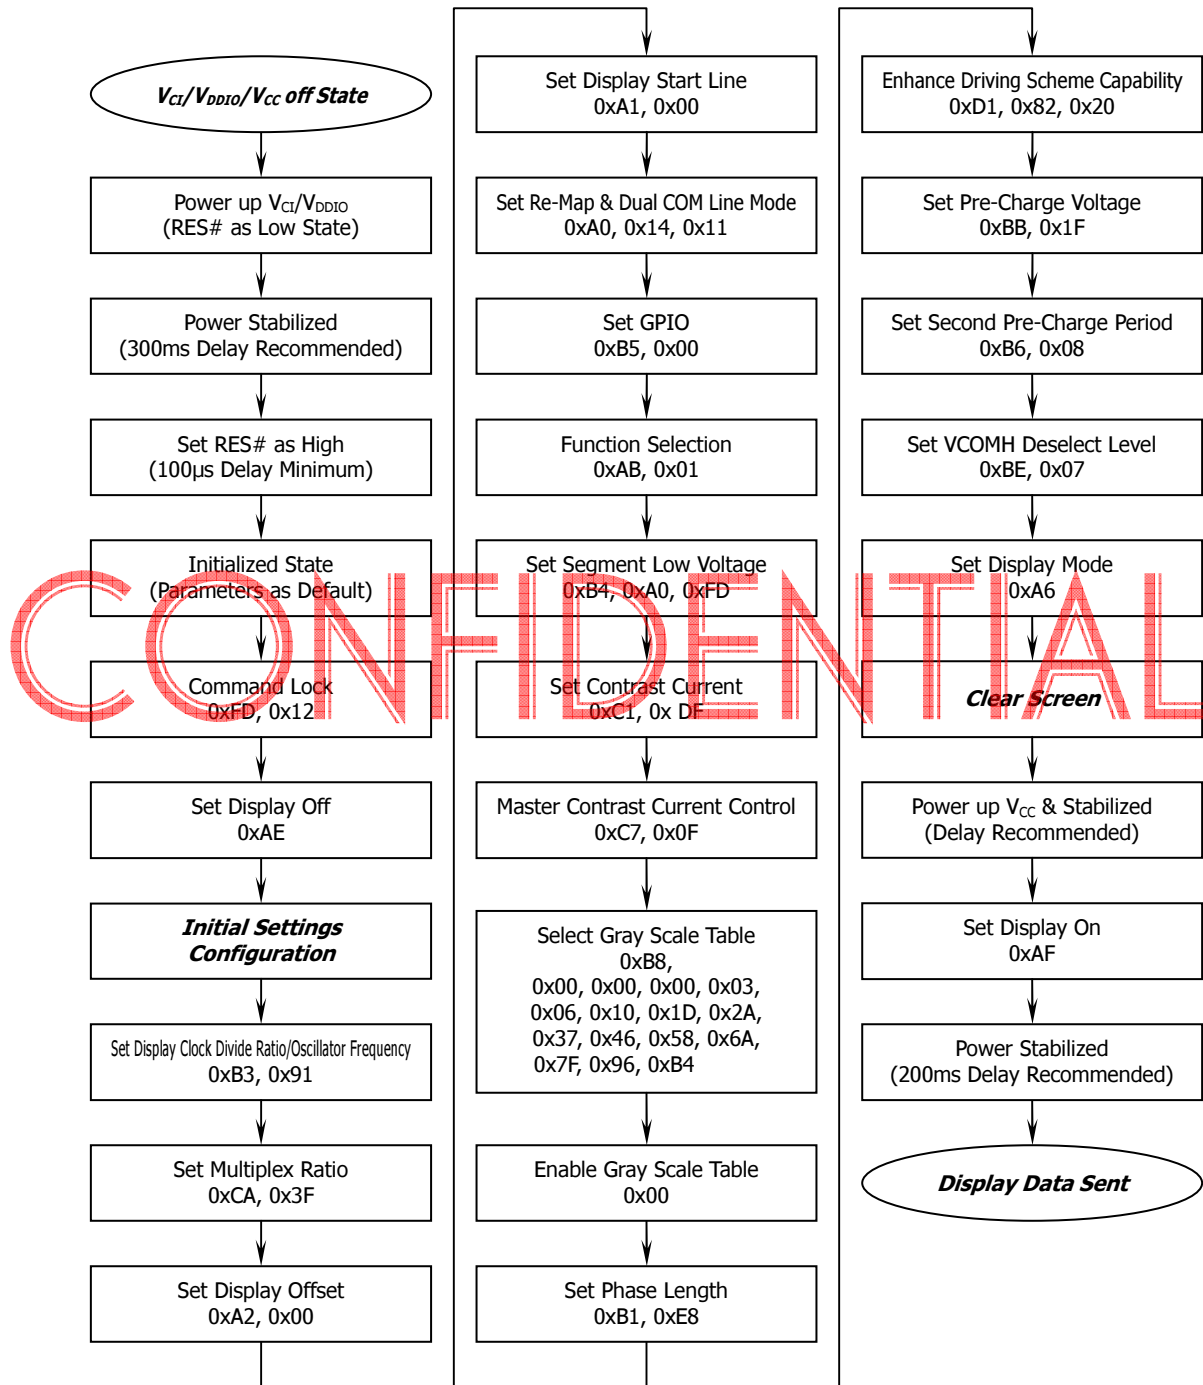 VCI/VDDIO/VCC off State
Power up VCI/VDDIO
(RES# as Low State)
Power Stabilized
(300ms Delay Recommended)
Set RES# as High
(100μs Delay Minimum)
Initialized State
(Parameters as Default)
Command Lock
0xFD, 0x12
Set Display Off
0xAE
Initial Settings
Configuration
Set Display Clock Divide Ratio/Oscillator Frequency
0xB3, 0x91
Set Multiplex Ratio
0xCA, 0x3F
Set Display Offset
0xA2, 0x00
Set Display Start Line
0xA1, 0x00
Set Re-Map & Dual COM Line Mode
0xA0, 0x14, 0x11
Set GPIO
0xB5, 0x00
Function Selection
0xAB, 0x01
Set Segment Low Voltage
0xB4, 0xA0, 0xFD
Set Contrast Current
0xC1, 0x DF
Master Contrast Current Control
0xC7, 0x0F
Select Gray Scale Table
0xB8,
0x00, 0x00, 0x00, 0x03,
0x06, 0x10, 0x1D, 0x2A,
0x37, 0x46, 0x58, 0x6A,
0x7F, 0x96, 0xB4
Enable Gray Scale Table
0x00
Set Phase Length
0xB1, 0xE8
Enhance Driving Scheme Capability
0xD1, 0x82, 0x20
Set Pre-Charge Voltage
0xBB, 0x1F
Set Second Pre-Charge Period
0xB6, 0x08
Set VCOMH Deselect Level
0xBE, 0x07
Set Display Mode
0xA6
Clear Screen
Power up VCC & Stabilized
(Delay Recommended)
Set Display On
0xAF
Power Stabilized
(200ms Delay Recommended)
Display Data Sent
CONFIDENTIAL